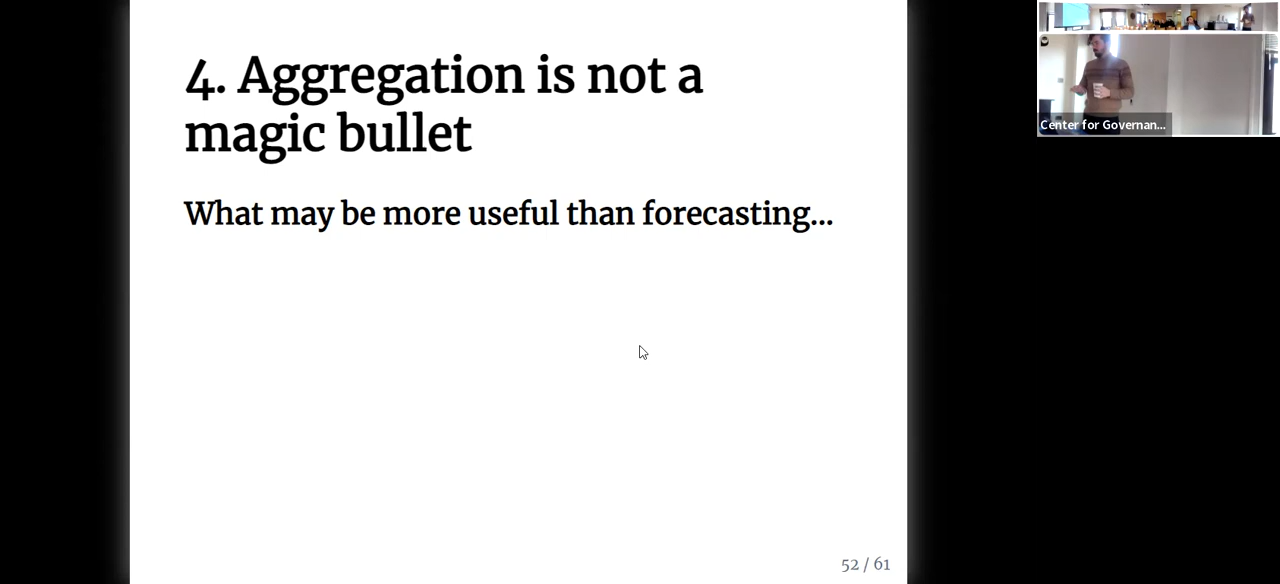 4. Aggregation is not a
magic bullet
What may be more useful than forecasting...
52 / 61
Center for Governan...